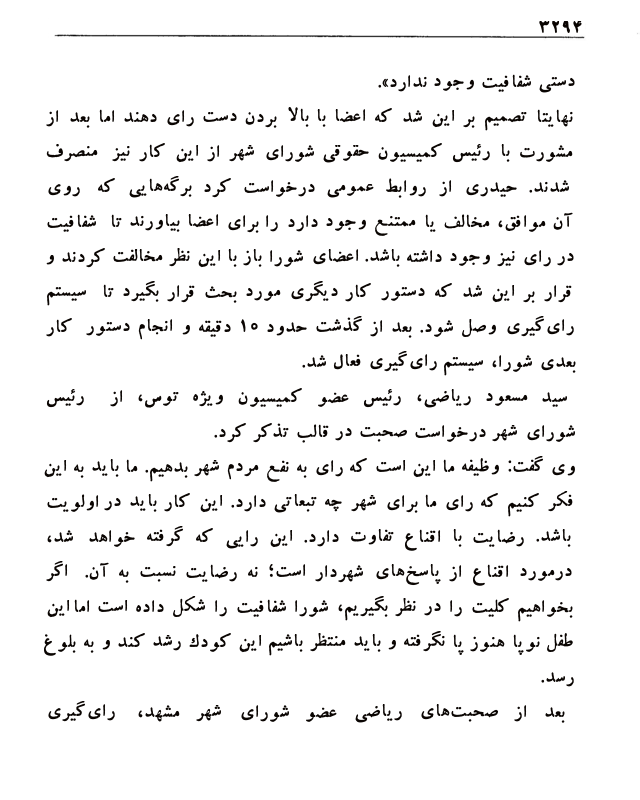 ۳۲۹۴
دستی شفافیت وجود ندارد».
نهایتا تصمیم بر این شد که اعضا با بالا بردن دست رای دهند اما بعد از
مشورت با رئیس کمیسیون حقوقی شورای شهر از این کار نیز منصرف
شدند. حیدری از روابط عمومی درخواست کرد برگه‌هایی که روی
آن موافق، مخالف یا ممتنع وجود دارد را برای اعضا بیاورند تا شفافیت
در رای نیز وجود داشته باشد. اعضای شورا باز با این نظر مخالفت کردند و
قرار بر این شد که دستور کار دیگری مورد بحث قرار بگیرد تا سیستم
رای‌گیری وصل شود. بعد از گذشت حدود ۱۰ دقیقه و انجام دستور کار
بعدی شورا، سیستم رای‌گیری فعال شد.
سید مسعود ریاضی، رئیس عضو کمیسیون ویژه توس، از رئیس
شورای شهر درخواست صحبت در قالب تذکر کرد.
وی گفت: وظیفه ما این است که رای به نفع مردم شهر بدهیم. ما باید به این
فکر کنیم که رای ما برای شهر چه تبعاتی دارد. این کار باید در اولویت
باشد. رضایت با اقناع تفاوت دارد. این رایی که گرفته خواهد شد،
درمورد اقناع از پاسخ‌های شهردار است؛ نه رضایت نسبت به آن. اگر
بخواهیم کلیت را در نظر بگیریم، شورا شفافیت را شکل داده است اما این
طفل نوپا هنوز پا نگرفته و باید منتظر باشیم این کودك رشد کند و به بلوغ
رسد.
بعد از صحبت‌های ریاضی عضو شورای شهر مشهد، رای‌گیری